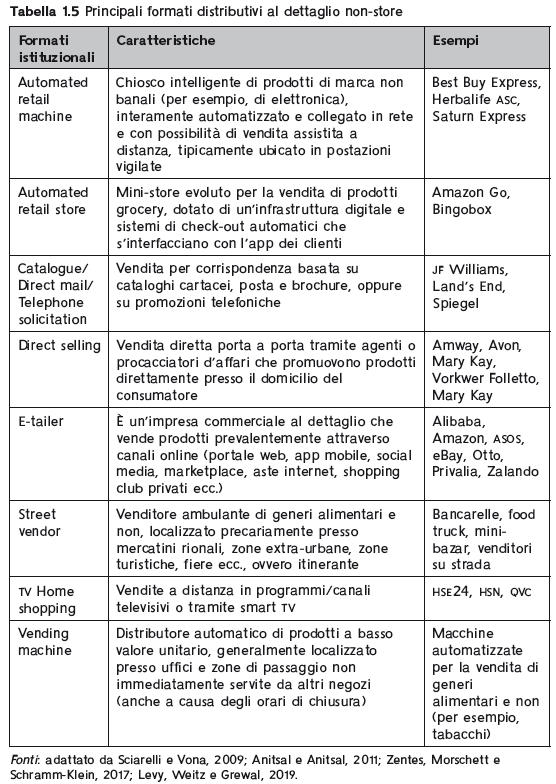 Tabella 1.5 Principali formati distributivi al dettaglio non-store
Formati
istituzionali
Caratteristiche
Esempi
Automated
retail
machine
Chiosco intelligente di prodotti di marca non
banali (per esempio, di elettronica),
interamente automatizzato e collegato in rete
e con possibilità di vendita assistita a
distanza, tipicamente ubicato in postazioni
vigilate
Best Buy Express,
Herbalife ASC,
Saturn Express
Automated
retail store
Mini-store evoluto per la vendita di prodotti
grocery, dotato di un'infrastruttura digitale e
sistemi di check-out automatici che
s'interfacciano con l'app dei clienti
Amazon Go,
Bingobox
Catalogue/
Direct mail/
Telephone
solicitation
Vendita per corrispondenza basata su
cataloghi cartacei, posta e brochure, oppure
su promozioni telefoniche
JF Williams,
Land's End,
Spiegel
Direct selling
Vendita diretta porta a porta tramite agenti o
procacciatori d'affari che promuovono prodotti
direttamente presso il domicilio del
consumatore
Amway, Avon,
Mary Kay,
Vorkwer Folletto,
Mary Kay
E-tailer
È un'impresa commerciale al dettaglio che
vende prodotti prevalentemente attraverso
canali online (portale web, app mobile, social
media, marketplace, aste internet, shopping
club privati ecc.)
Alibaba,
Amazon, ASOS,
eBay, Otto,
Privalia, Zalando
Street
vendor
Venditore ambulante di generi alimentari e
non, localizzato precariamente presso
mercatini rionali, zone extra-urbane, zone
turistiche, fiere ecc., ovvero itinerante
Bancarelle, food
truck, mini-
bazar, venditori
su strada
TV Home
shopping
Vendite a distanza in programmi/canali
televisivi o tramite smart TV
HSE24, HSN, QVC
Vending
machine
Distributore automatico di prodotti a basso
valore unitario, generalmente localizzato
presso uffici e zone di passaggio non
immediatamente servite da altri negozi
(anche a causa degli orari di chiusura)
Macchine
automatizzate
per la vendita di
generi
alimentari e non
(per esempio,
tabacchi)
Fonti: adattato da Sciarelli e Vona, 2009; Anitsal e Anitsal, 2011; Zentes, Morschett e
Schramm-Klein, 2017; Levy, Weitz e Grewal, 2019.